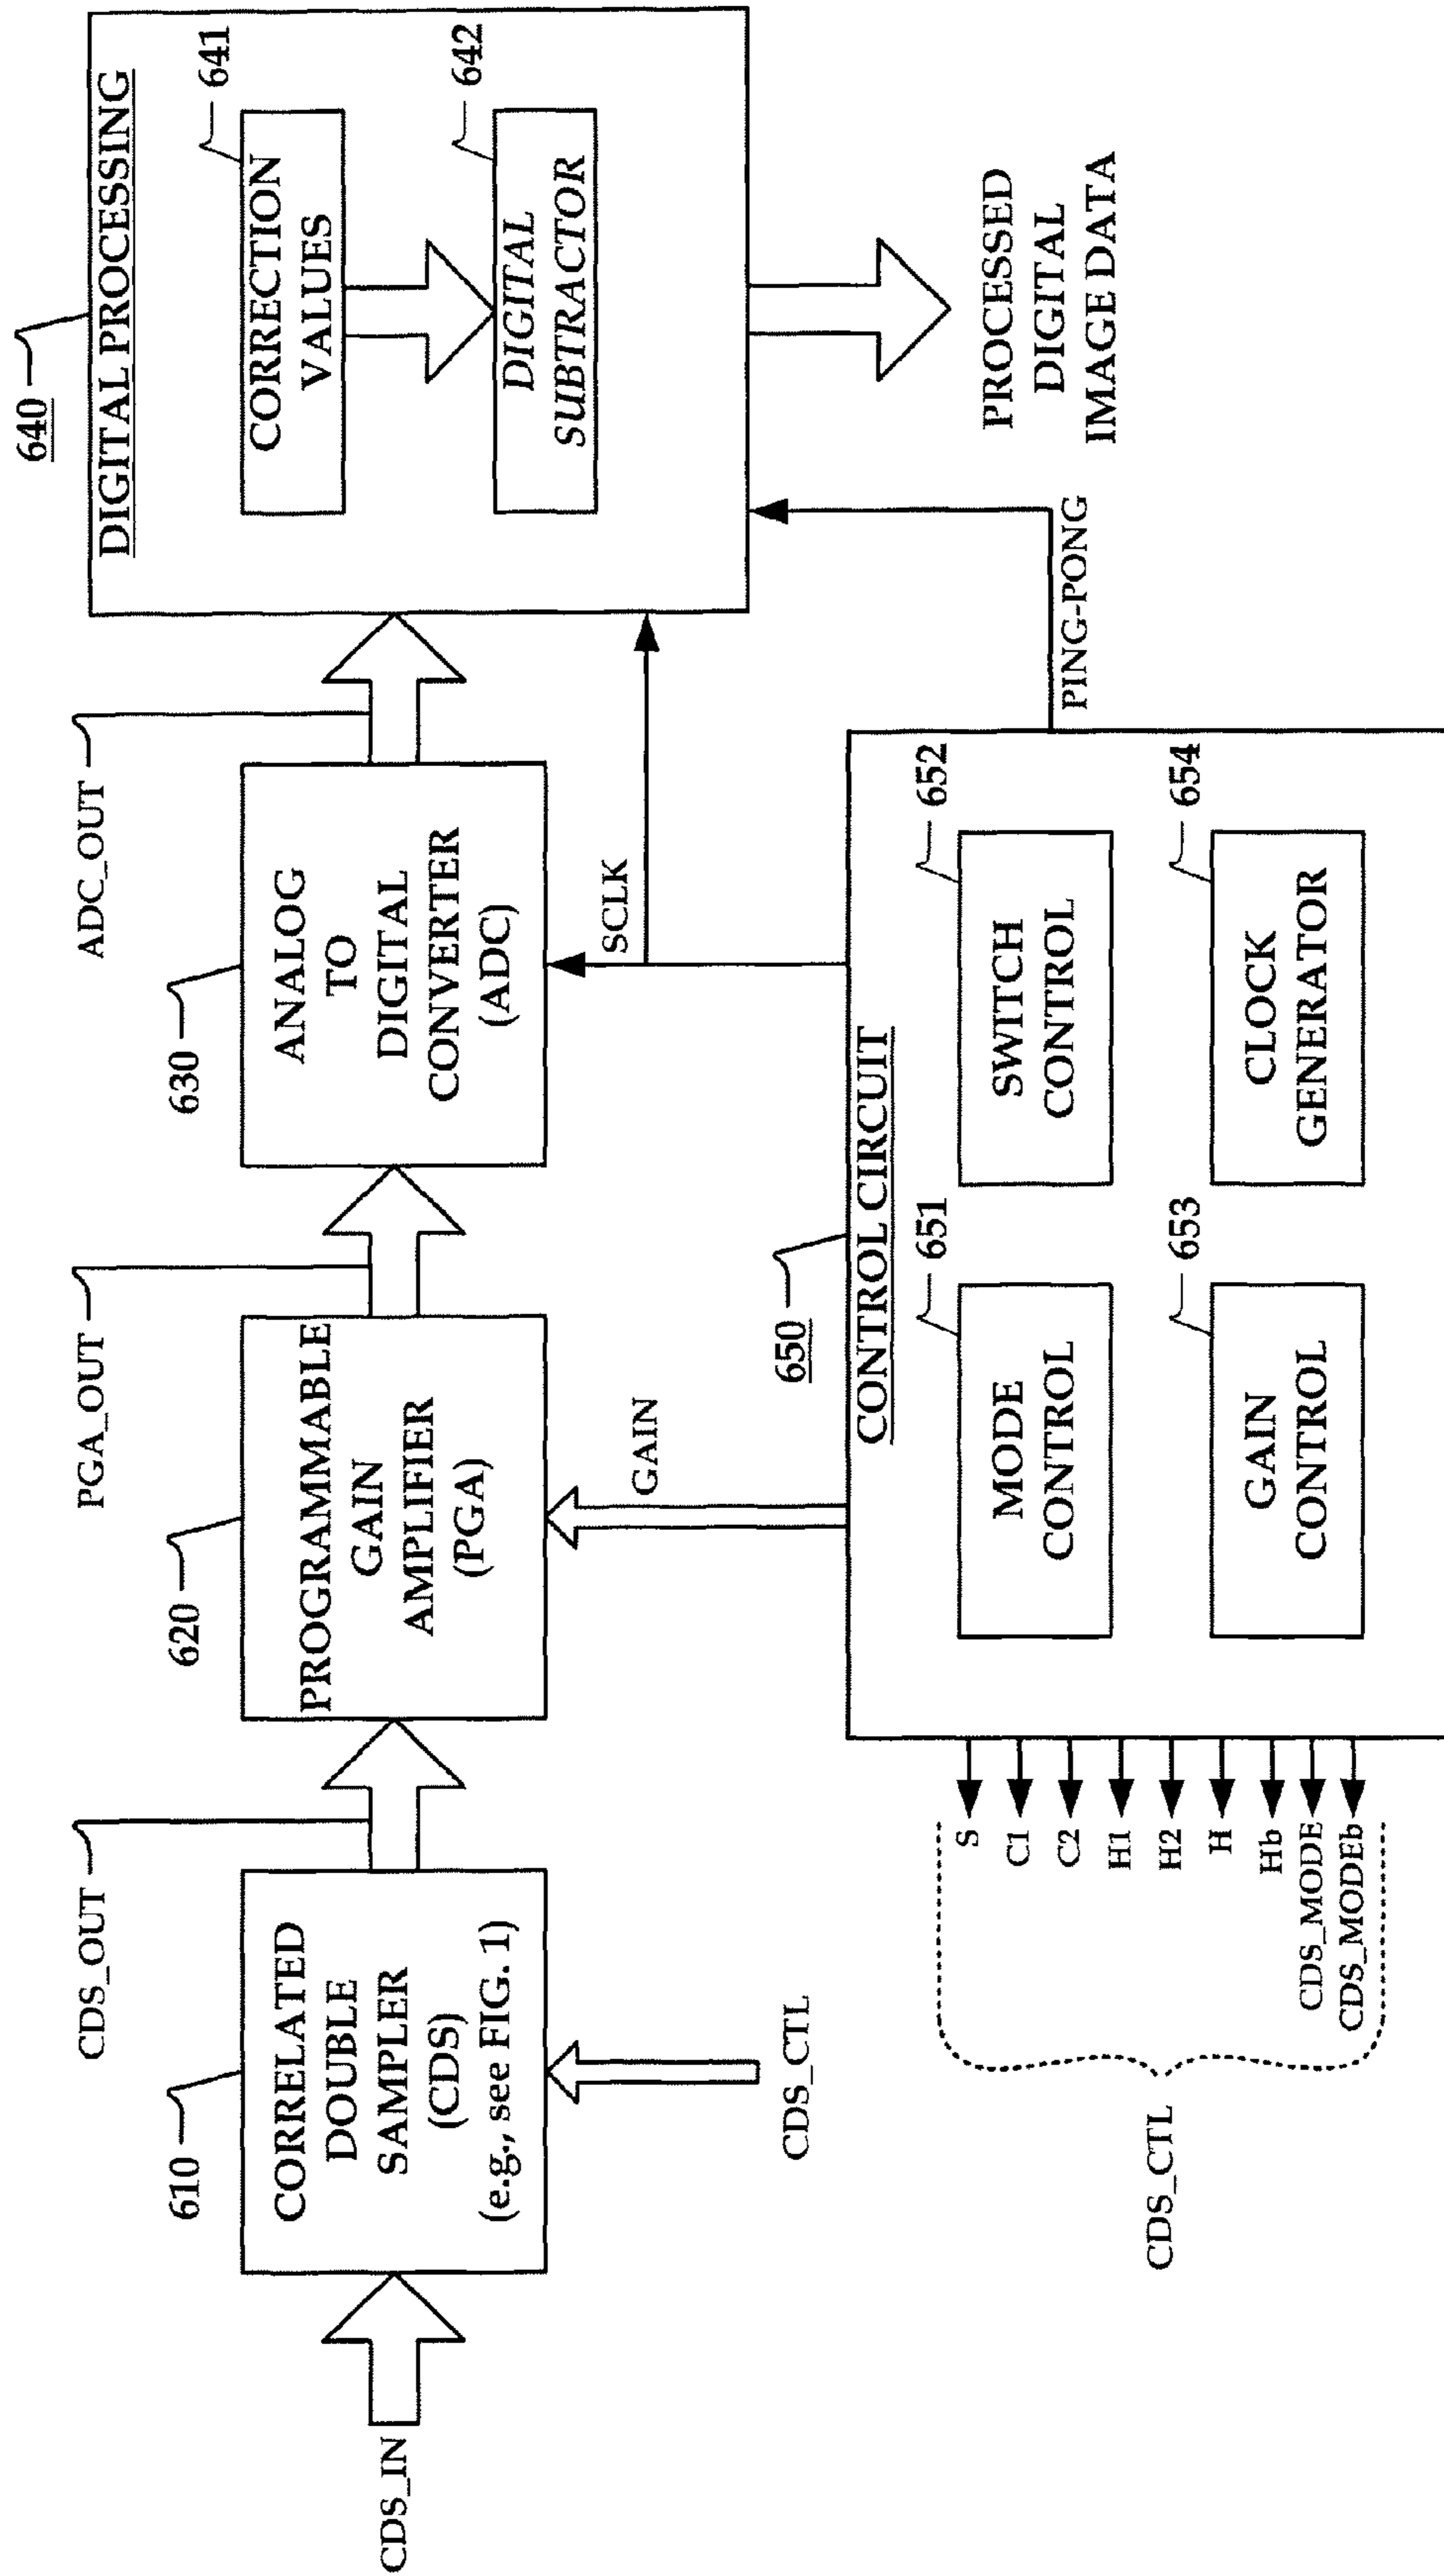 640
DIGITAL PROCESSING
641
CORRECTION
VALUES
642
DIGITAL
SUBTRACTOR
PROCESSED
DIGITAL
IMAGE DATA
ADC_OUT
630
ANALOG
TO
DIGITAL
CONVERTER
(ADC)
SCLK
PING-PONG
PGA_OUT
620
PROGRAMMABLE
GAIN
AMPLIFIER
(PGA)
GAIN
CDS_OUT
610
CORRELATED
DOUBLE
SAMPLER
(CDS)
(e.g., see FIG. 1)
CDS_CTL
CDS_IN
650
CONTROL CIRCUIT
651
MODE
CONTROL
652
SWITCH
CONTROL
653
GAIN
CONTROL
654
CLOCK
GENERATOR
S
C1
C2
H1
H2
H
Hb
CDS_MODE
CDS_MODEb
CDS_CTL